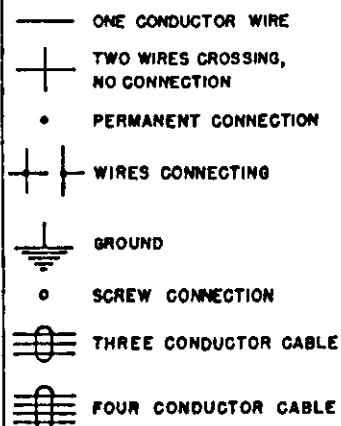 ONE CONDUCTOR WIRE
TWO WIRES CROSSING,
NO CONNECTION
PERMANENT CONNECTION
WIRES CONNECTING
GROUND
SCREW CONNECTION
THREE CONDUCTOR CABLE
FOUR CONDUCTOR CABLE